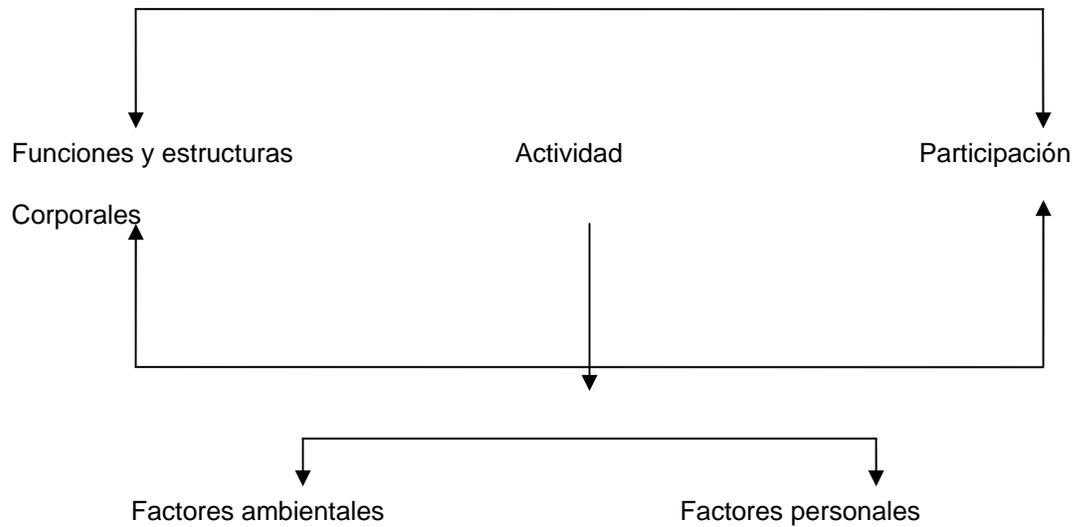 Funciones y estructuras Actividad Participación
Corporales
Factores ambientales Factores personales